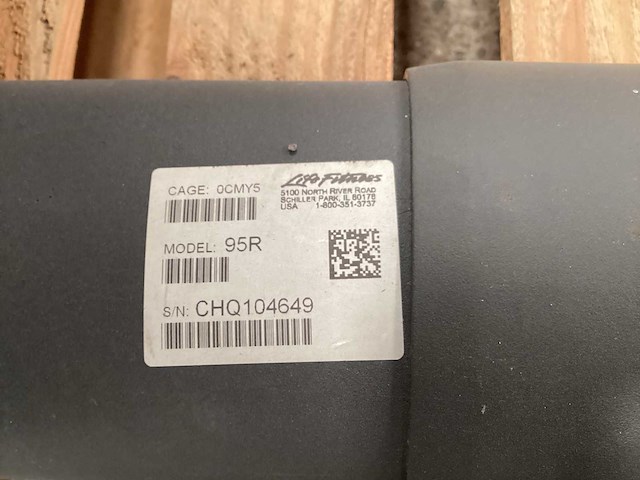 CAGE: 0CMY5
Life Fitness
5100 NORTH RIVER ROAD
SCHILLER PARK, IL 60176
USA 1-800-351-3737
MODEL: 95R
S/N: CHQ104649